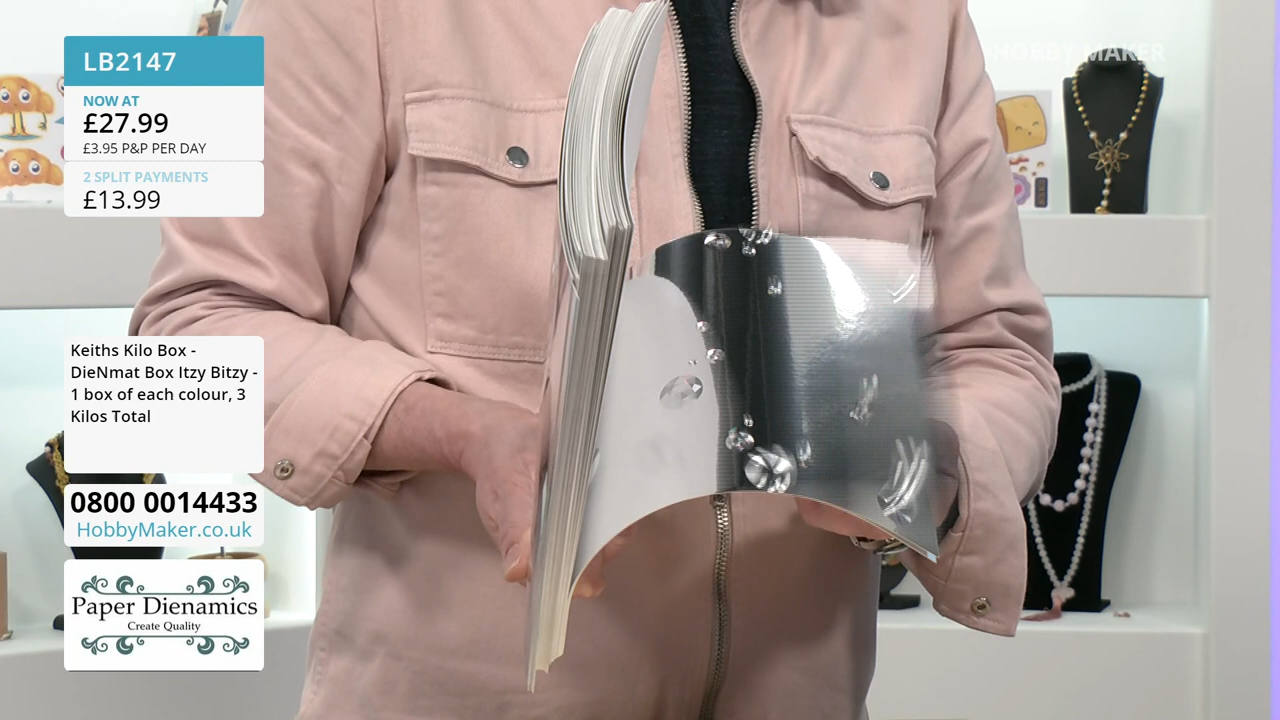 HOBBY MAKER
LB2147
NOW AT
£27.99
£3.95 P&P PER DAY
2 SPLIT PAYMENTS
£13.99
Keiths Kilo Box -
DieNmat Box Itzy Bitzy -
1 box of each colour, 3
Kilos Total
0800 0014433
HobbyMaker.co.uk
Paper Dienamics
Create Quality